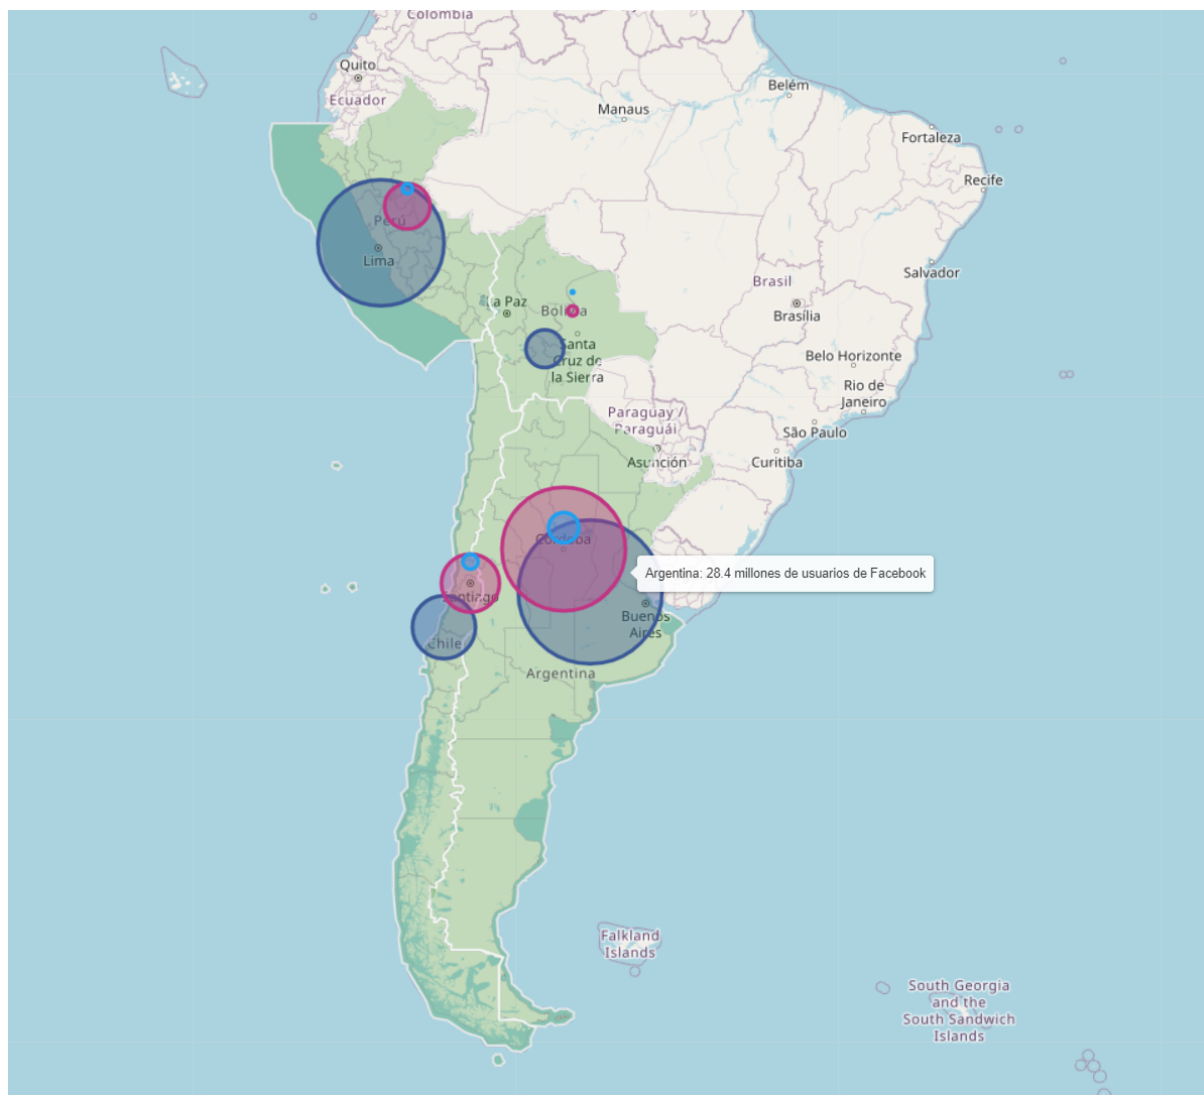 Colombia
Quito
Ecuador
Belém
Manaus
Fortaleza
Recife
Perú
Lima
Salvador
Brasil
Brasília
La Paz
Bolivia
Santa
Cruz de
la Sierra
Belo Horizonte
Rio de
Janeiro
Paraguay /
Paraguái
São Paulo
Asunción
Curitiba
Córdoba
Argentina: 28.4 millones de usuarios de Facebook
Santiago
Buenos
Aires
Chile
Argentina
Falkland
Islands
South Georgia
and the
South Sandwich
Islands